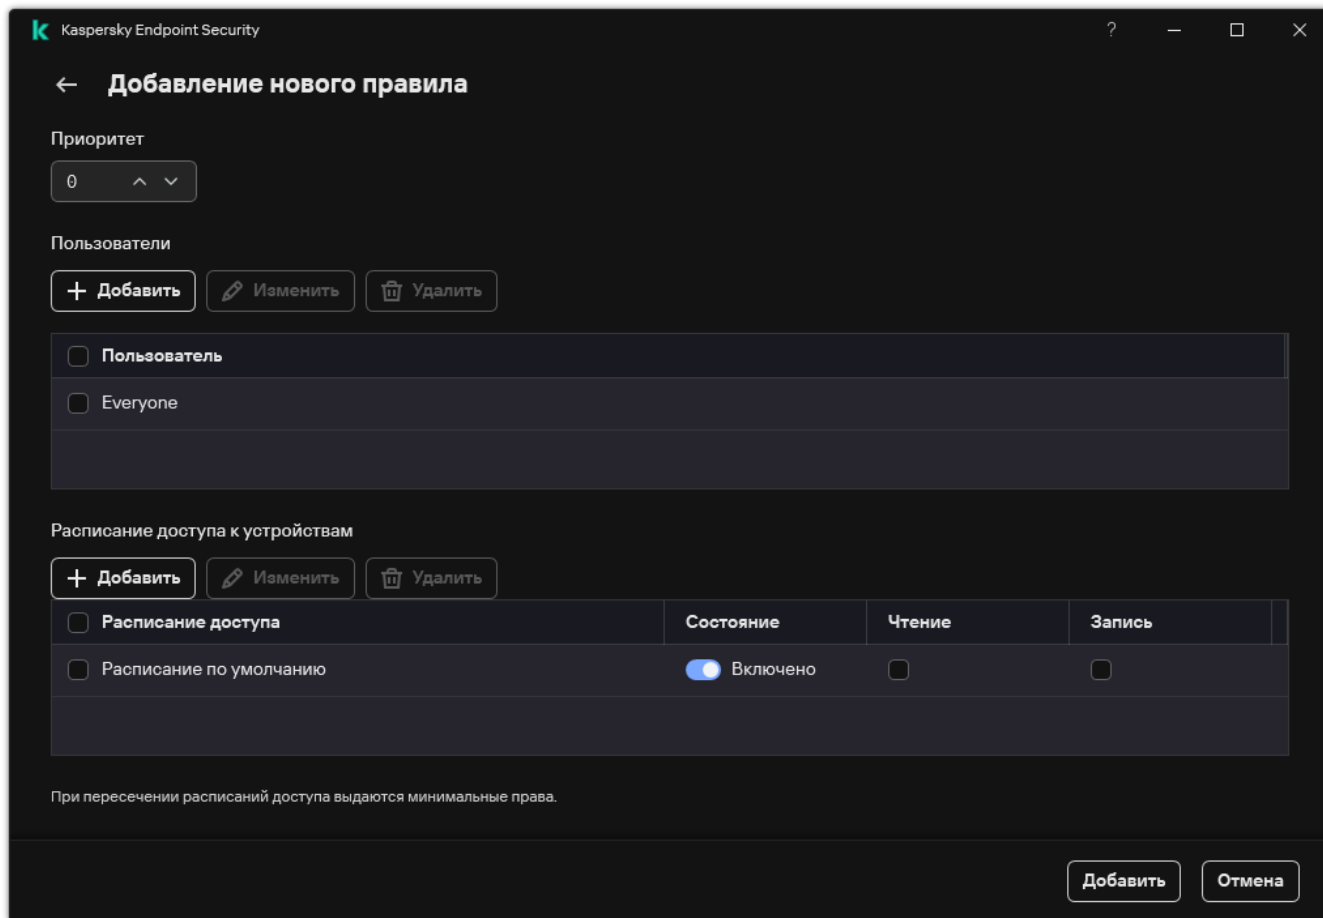 Kaspersky Endpoint Security ?
Добавление нового правила
Приоритет
0
Пользователи
Добавить Изменить Удалить
Пользователь
Everyone
Расписание доступа к устройствам
Добавить Изменить Удалить
Расписание доступа Состояние Чтение Запись
Расписание по умолчанию Включено
При пересечении расписаний доступа выдаются минимальные права.
Добавить Отмена